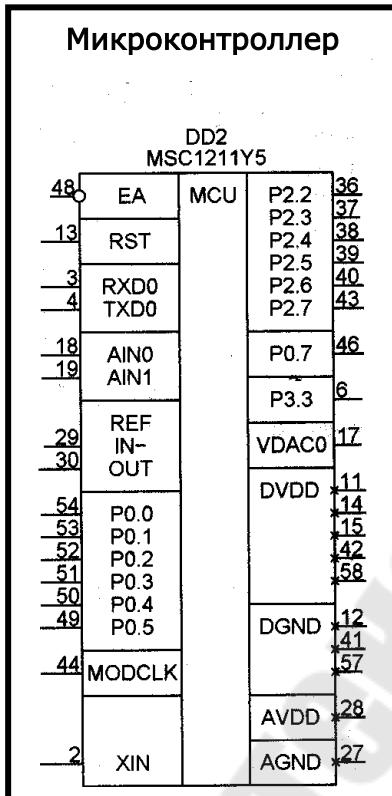 Микроконтроллер
DD2
MSC1211Y5
48 EA MCU P2.2 36
P2.3 37
13 RST P2.4 38
P2.5 39
3 RXD0 P2.6 40
4 TXD0 P2.7 43
18 AIN0 P0.7 46
19 AIN1
P3.3 6
REF
29 IN- VDAC0 17
30 OUT
DVDD 11
54 P0.0 14
53 P0.1 15
52 P0.2 42
51 P0.3 58
50 P0.4
49 P0.5 DGND 12
41
44 MODCLK 57
AVDD 28
2 XIN AGND 27